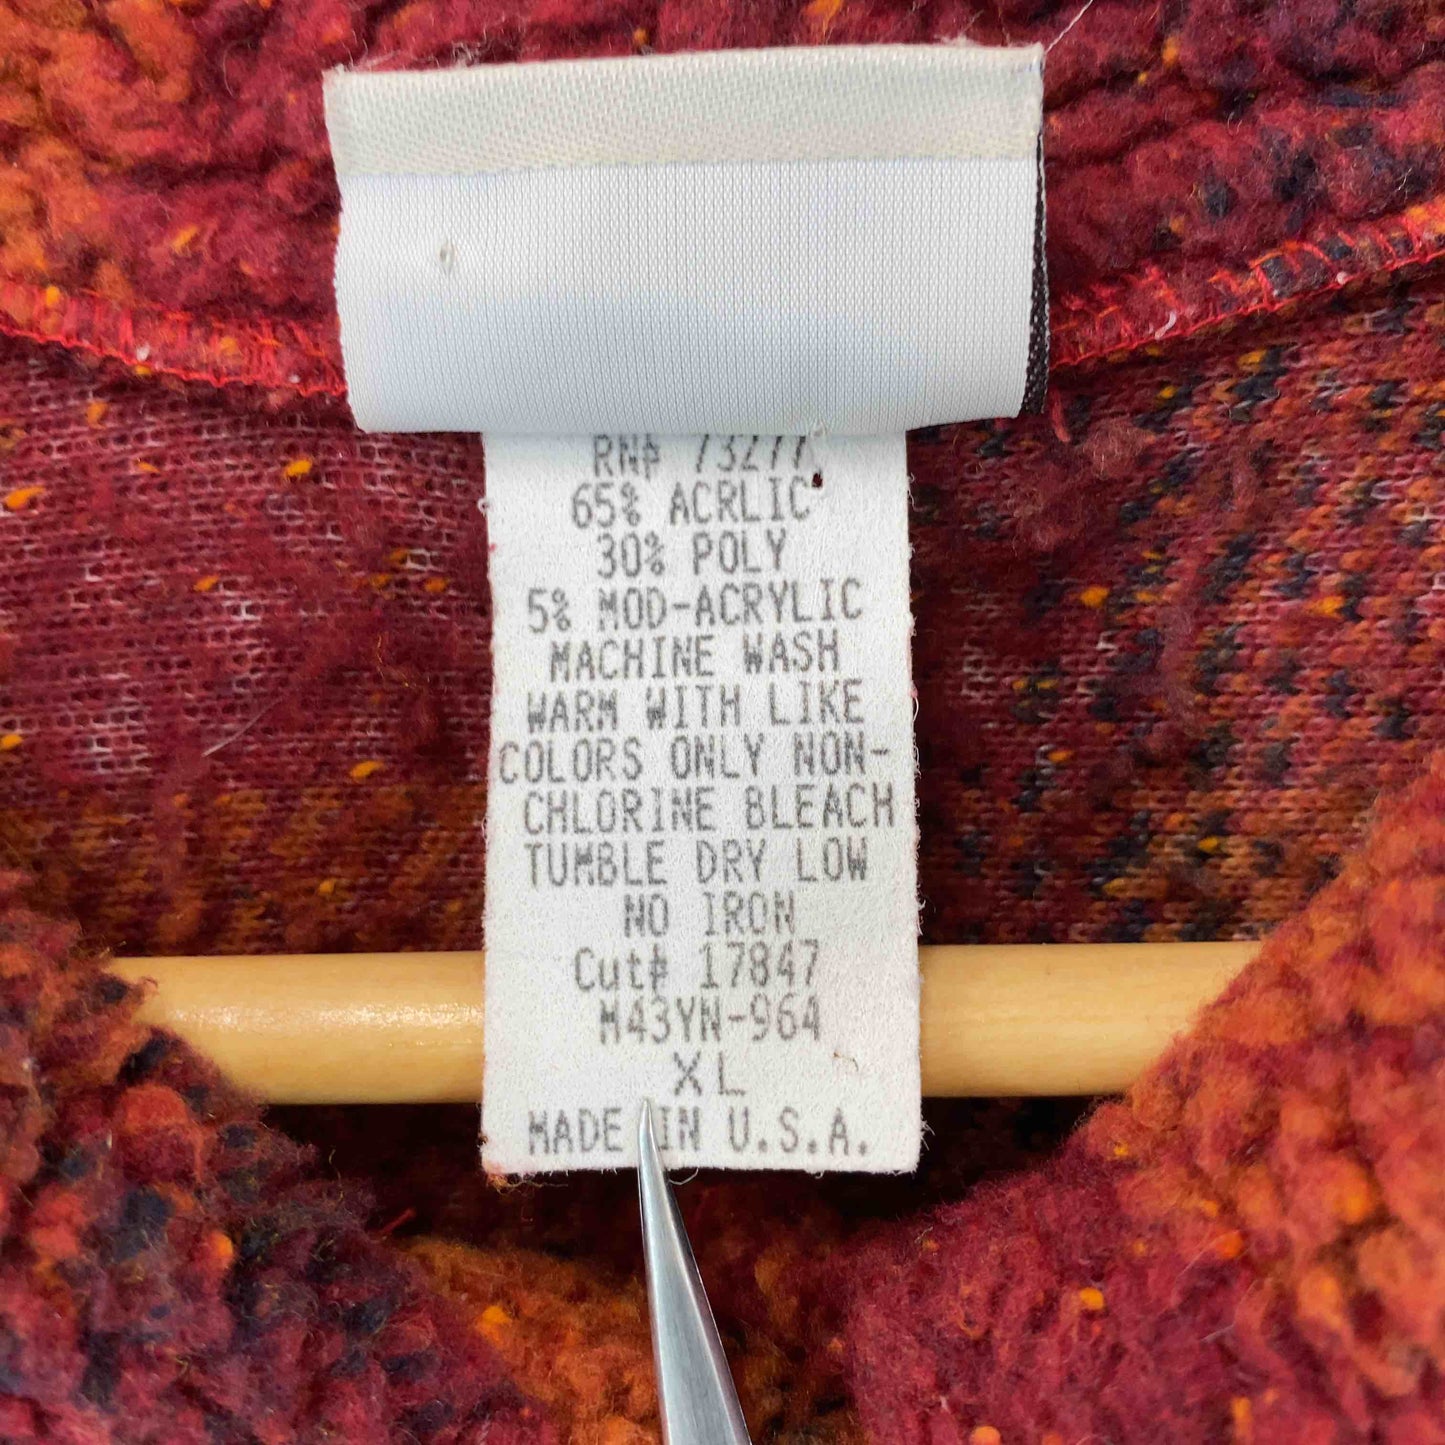 RN# 73277
65% ACRLIC
30% POLY
5% MOD-ACRYLIC
MACHINE WASH
WARM WITH LIKE
COLORS ONLY NON-
CHLORINE BLEACH
TUMBLE DRY LOW
NO IRON
Cut# 17847
M43YN-964
XL
MADE IN U.S.A.